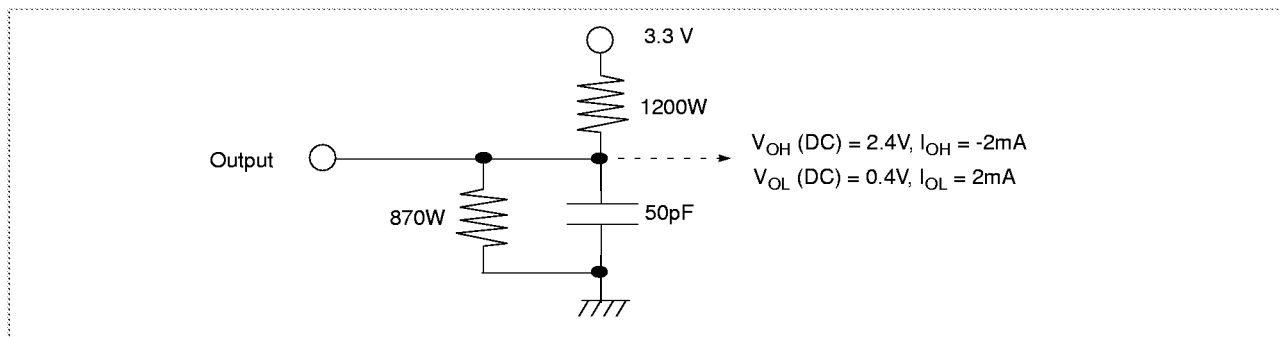 3.3 V
1200W
Output
V_OH (DC) = 2.4V, I_OH = -2mA
V_OL (DC) = 0.4V, I_OL = 2mA
870W
50pF